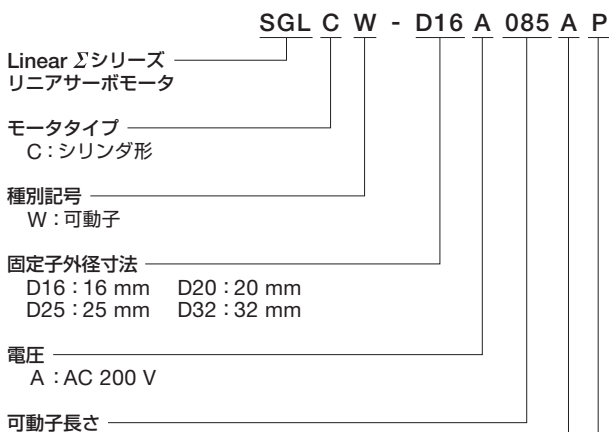 SGL C W - D16 A 085 A P
Linear Σシリーズ
リニアサーボモータ
モータタイプ
C：シリンダ形
種別記号
W：可動子
固定子外径寸法
D16：16 mm D20：20 mm
D25：25 mm D32：32 mm
電圧
A：AC 200 V
可動子長さ